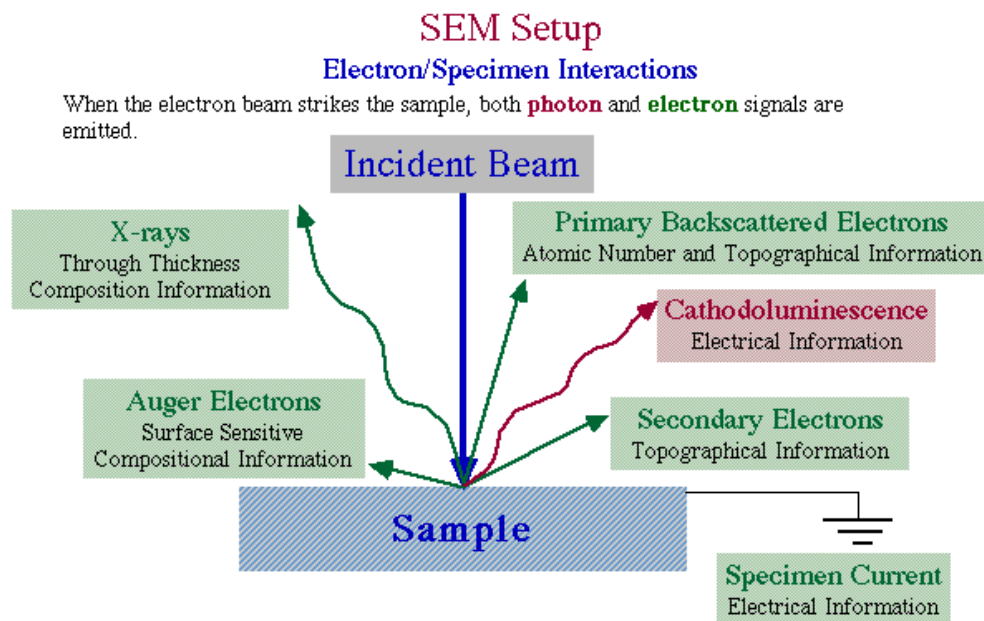 SEM Setup
Electron/Specimen Interactions
When the electron beam strikes the sample, both photon and electron signals are
emitted.
Incident Beam
X-rays
Through Thickness
Composition Information
Primary Backscattered Electrons
Atomic Number and Topographical Information
Cathodoluminescence
Electrical Information
Auger Electrons
Surface Sensitive
Compositional Information
Secondary Electrons
Topographical Information
Sample
Specimen Current
Electrical Information